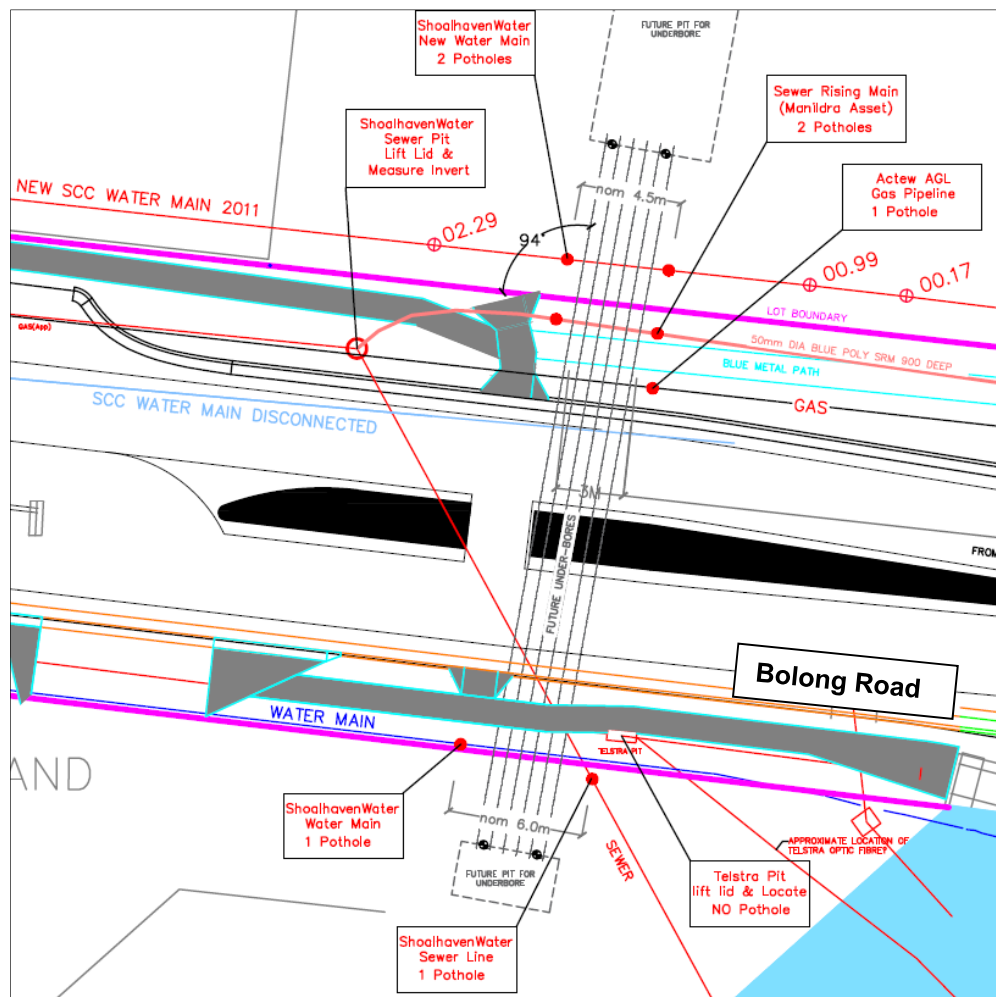 FUTURE PIT FOR
UNDERBORE
ShoalhavenWater
New Water Main
2 Potholes
Sewer Rising Main
(Manildra Asset)
2 Potholes
ShoalhavenWater
Sewer Pit
Lift Lid &
Measure Invert
Actew AGL
Gas Pipeline
1 Pothole
NEW SCC WATER MAIN 2011
nom 4.5m
02.29
94°
00.99
00.17
LOT BOUNDARY
GAS(App)
50mm DIA BLUE POLY SRM 900 DEEP
BLUE METAL PATH
GAS
SCC WATER MAIN DISCONNECTED
3M
FROM
FUTURE UNDER-BORES
Bolong Road
WATER MAIN
TELSTRA PIT
AND
ShoalhavenWater
Water Main
1 Pothole
nom 6.0m
SEWER
APPROXIMATE LOCATION OF
TELSTRA OPTIC FIBRE?
FUTURE PIT FOR
UNDERBORE
Telstra Pit
lift lid & Locate
NO Pothole
ShoalhavenWater
Sewer Line
1 Pothole